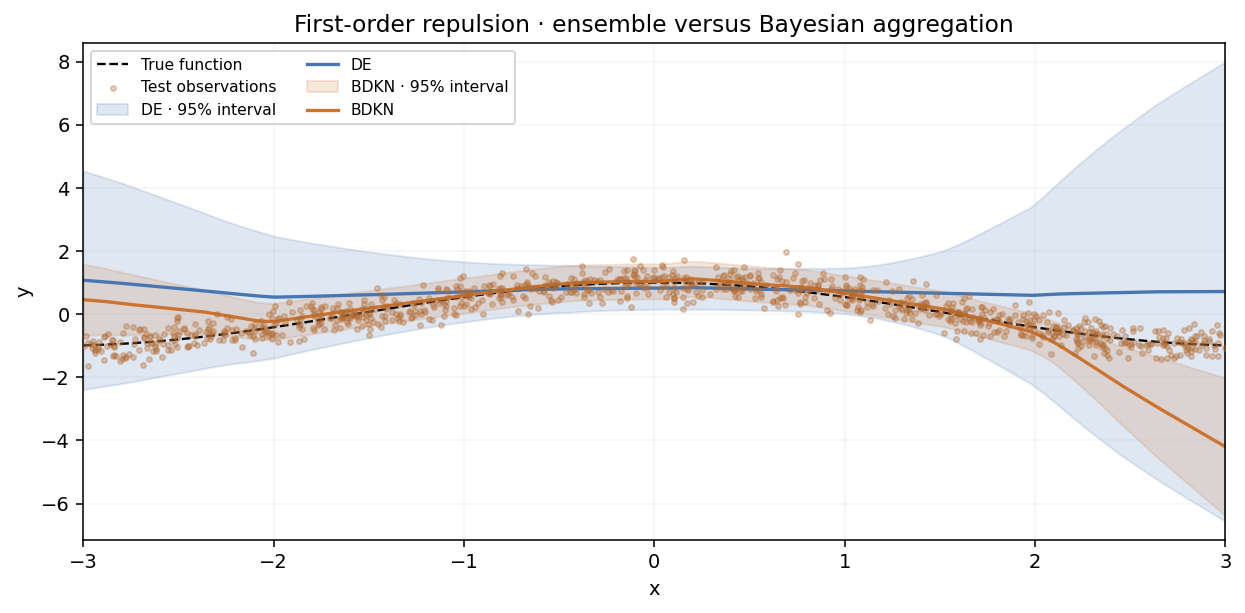 First-order repulsion · ensemble versus Bayesian aggregation
True function
Test observations
DE · 95% interval
DE
BDKN · 95% interval
BDKN
8
6
4
2
0
−2
−4
−6
y
−3
−2
−1
0
1
2
3
x